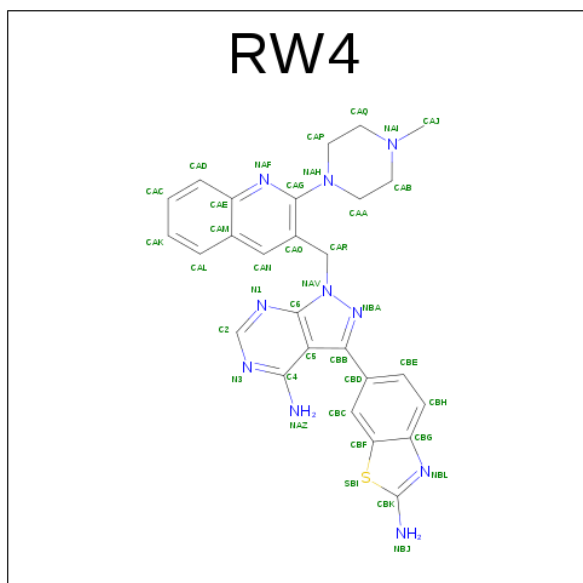 RW4
CAQ CAJ
CAP NAI
CAD NAF CAG NAH CAB
CAC CAE CAA
CAM CAO CAR
CAK
CAL CAN
NAV
N1 C6 NBA
C2
C5 CBB
N3 C4 CBD CBE
NH₂ CBC CBH
NAZ
CBF CBG
SBI NBL
CBK
NH₂
NBJ